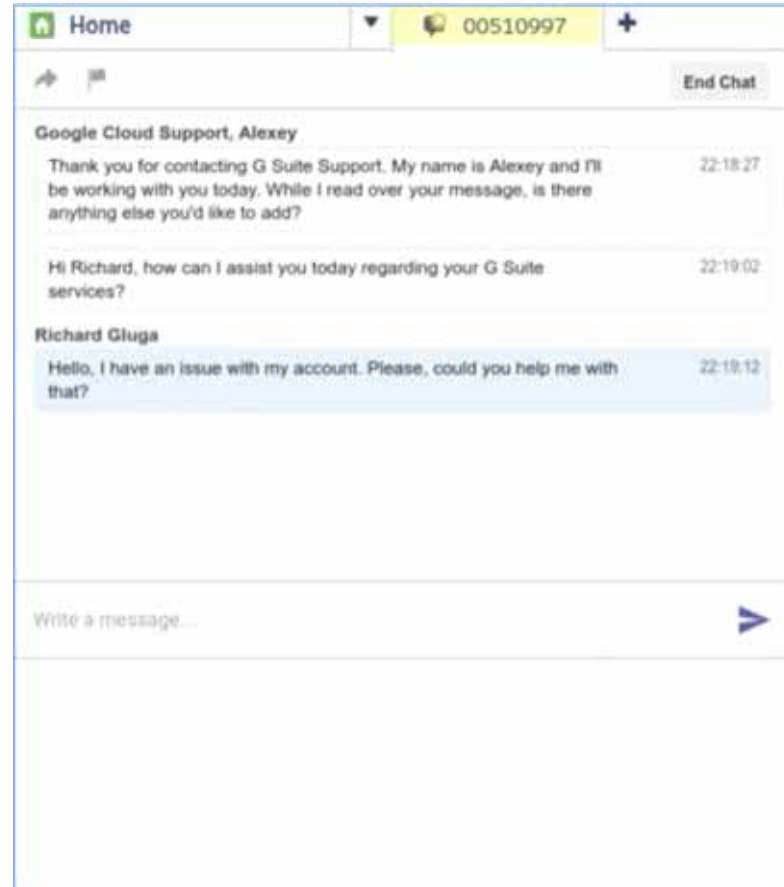 Home 00510997
End Chat
Google Cloud Support, Alexey
Thank you for contacting G Suite Support. My name is Alexey and I'll 22:18:27
be working with you today. While I read over your message, is there
anything else you'd like to add?
Hi Richard, how can I assist you today regarding your G Suite 22:19:02
services?
Richard Gluga
Hello, I have an issue with my account. Please, could you help me with 22:19:12
that?
Write a message...